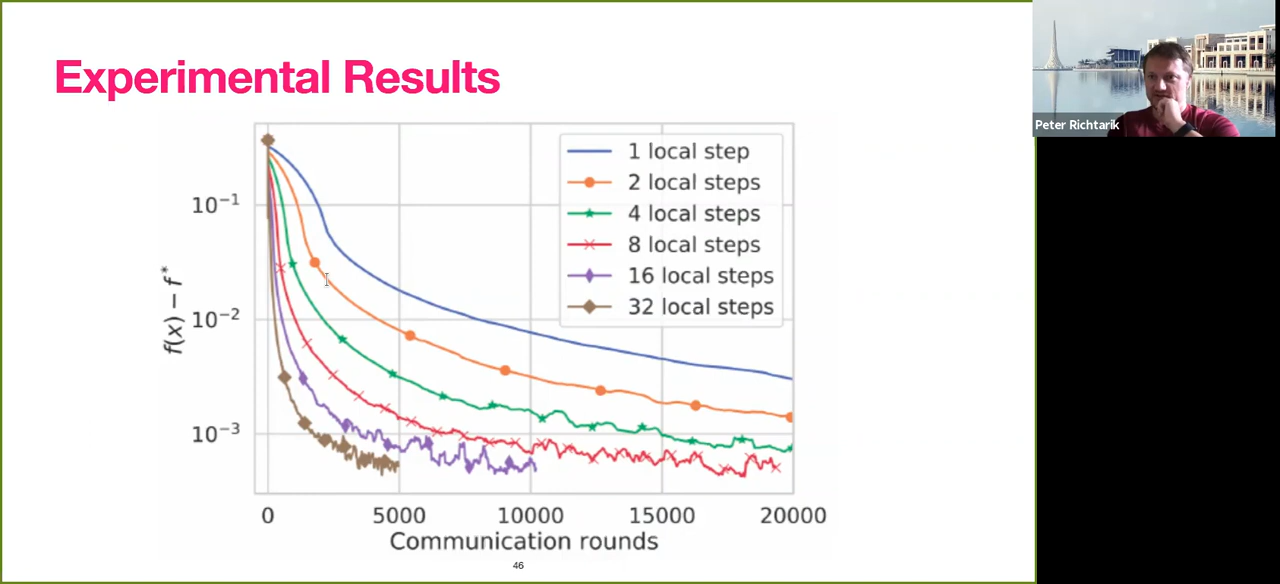 Experimental Results
Peter Richtarik
1 local step
2 local steps
4 local steps
8 local steps
16 local steps
32 local steps
10⁻¹
10⁻²
10⁻³
f(x) − f*
0 5000 10000 15000 20000
Communication rounds
46